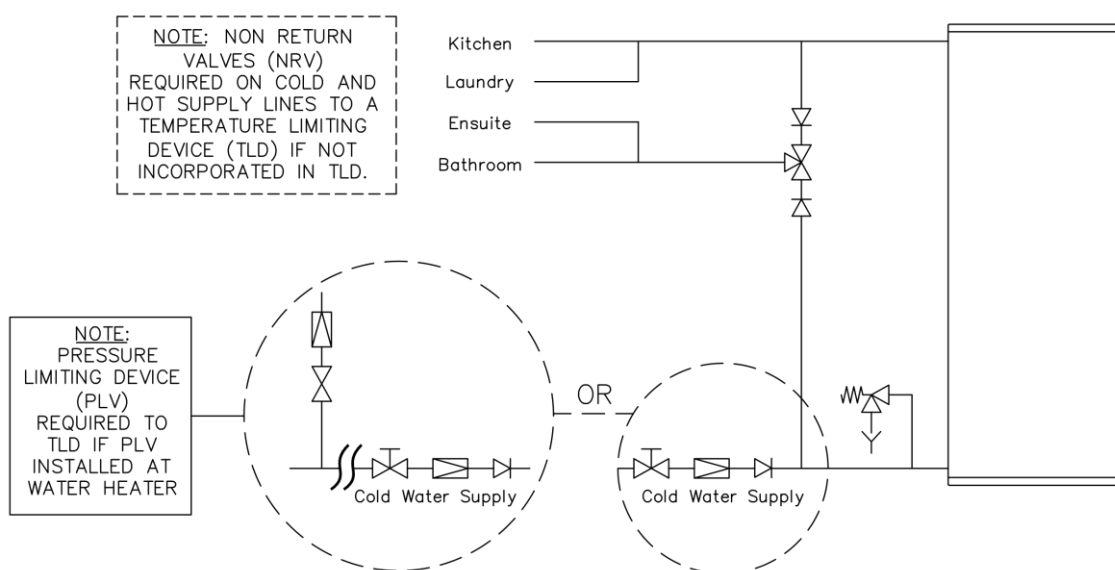 NOTE: NON RETURN
VALVES (NRV)
REQUIRED ON COLD AND
HOT SUPPLY LINES TO A
TEMPERATURE LIMITING
DEVICE (TLD) IF NOT
INCORPORATED IN TLD.
Kitchen
Laundry
Ensuite
Bathroom
NOTE:
PRESSURE
LIMITING DEVICE
(PLV)
REQUIRED TO
TLD IF PLV
INSTALLED AT
WATER HEATER
OR
Cold Water Supply
Cold Water Supply